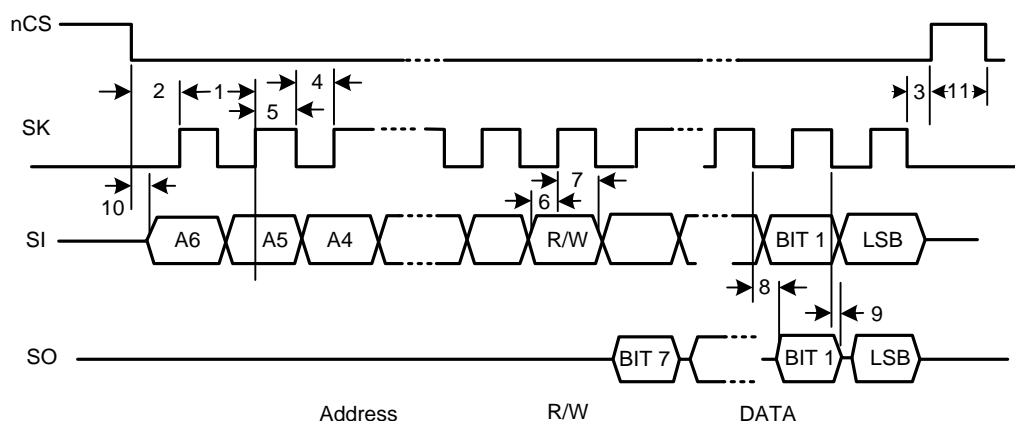 nCS
2
1
4
3
11
5
SK
7
10
6
SI
A6
A5
A4
R/W
BIT 1
LSB
8
9
SO
BIT 7
BIT 1
LSB
Address
R/W
DATA